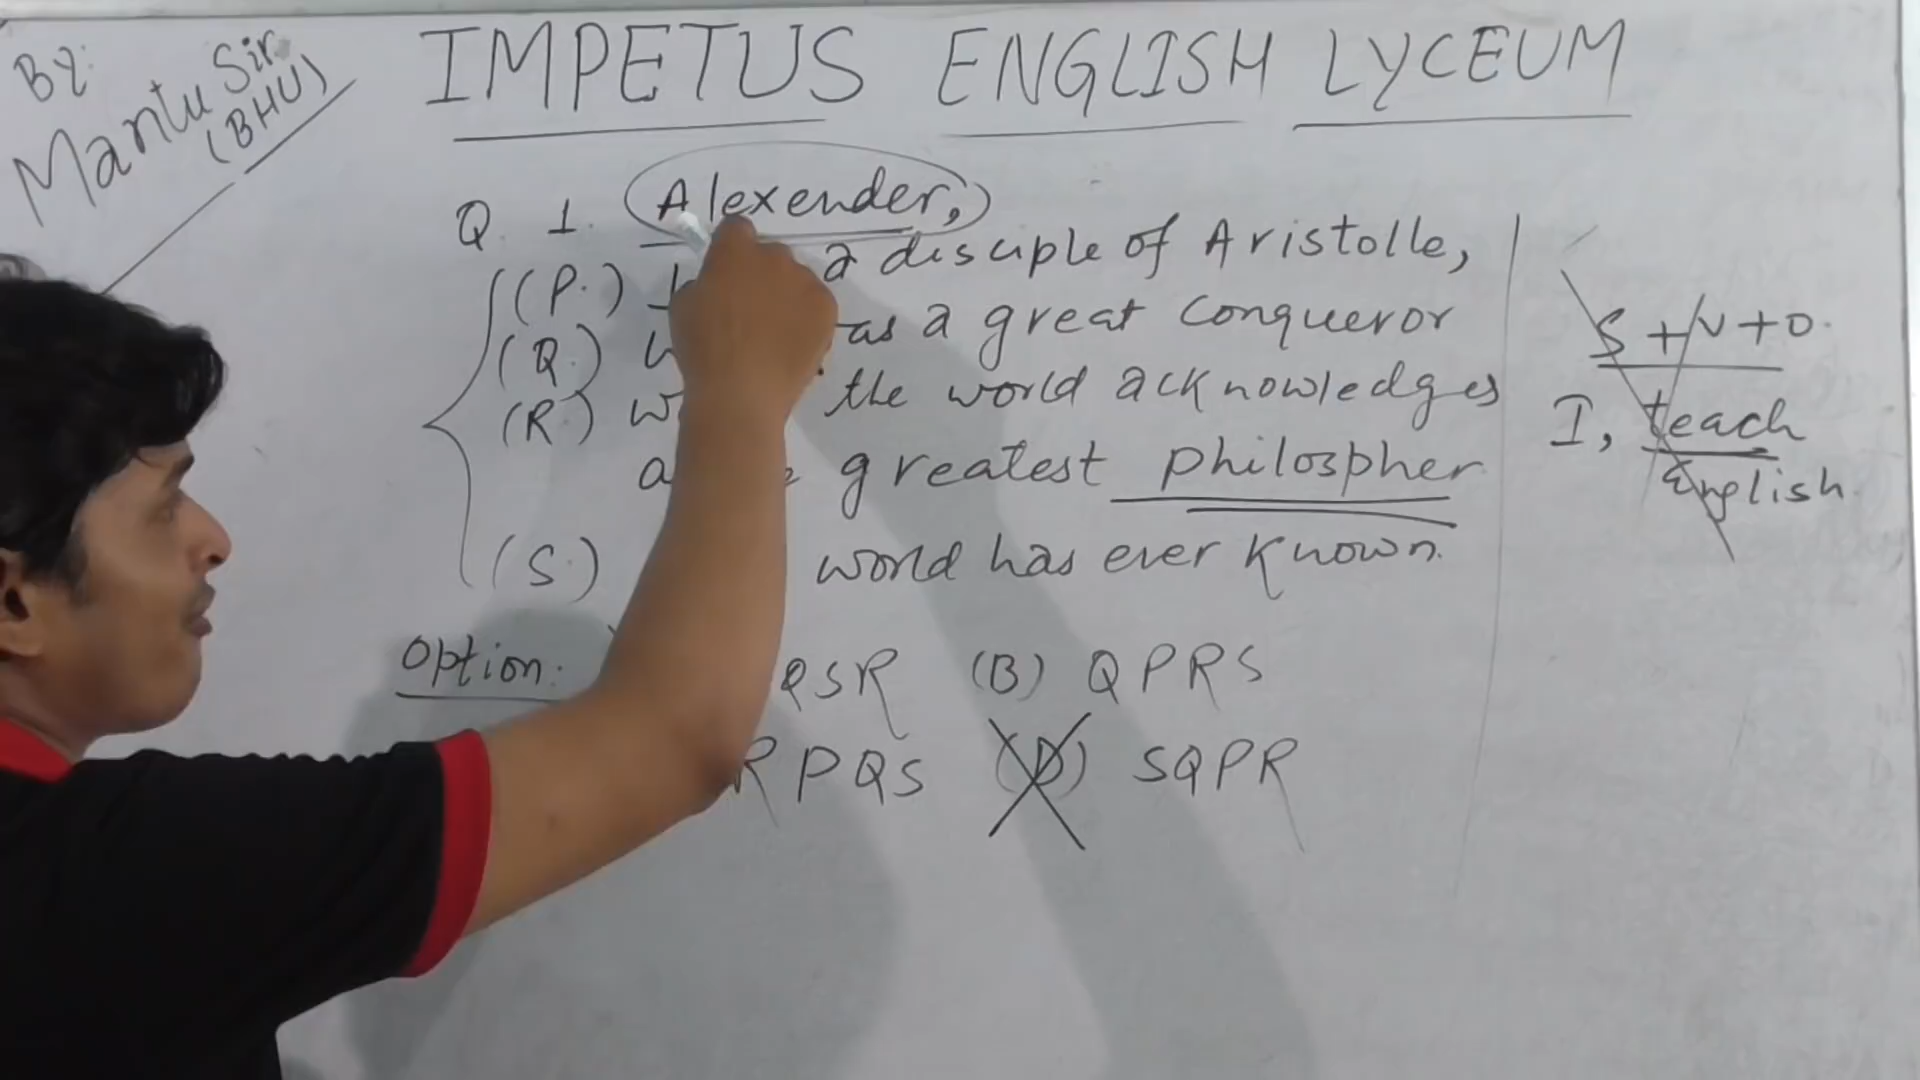 By:
Mantu Sir
(BHU)
IMPETUS ENGLISH LYCEUM
Q. 1. Alexender,
(P.) a disciple of Aristolle,
(Q.) as a great conqueror
(R.) the world acknowledges
greatest philospher
(S.) world has ever known.
S + V + O.
I, teach
English
Option:
QSR (B) QPRS
RPQS (D) SQPR